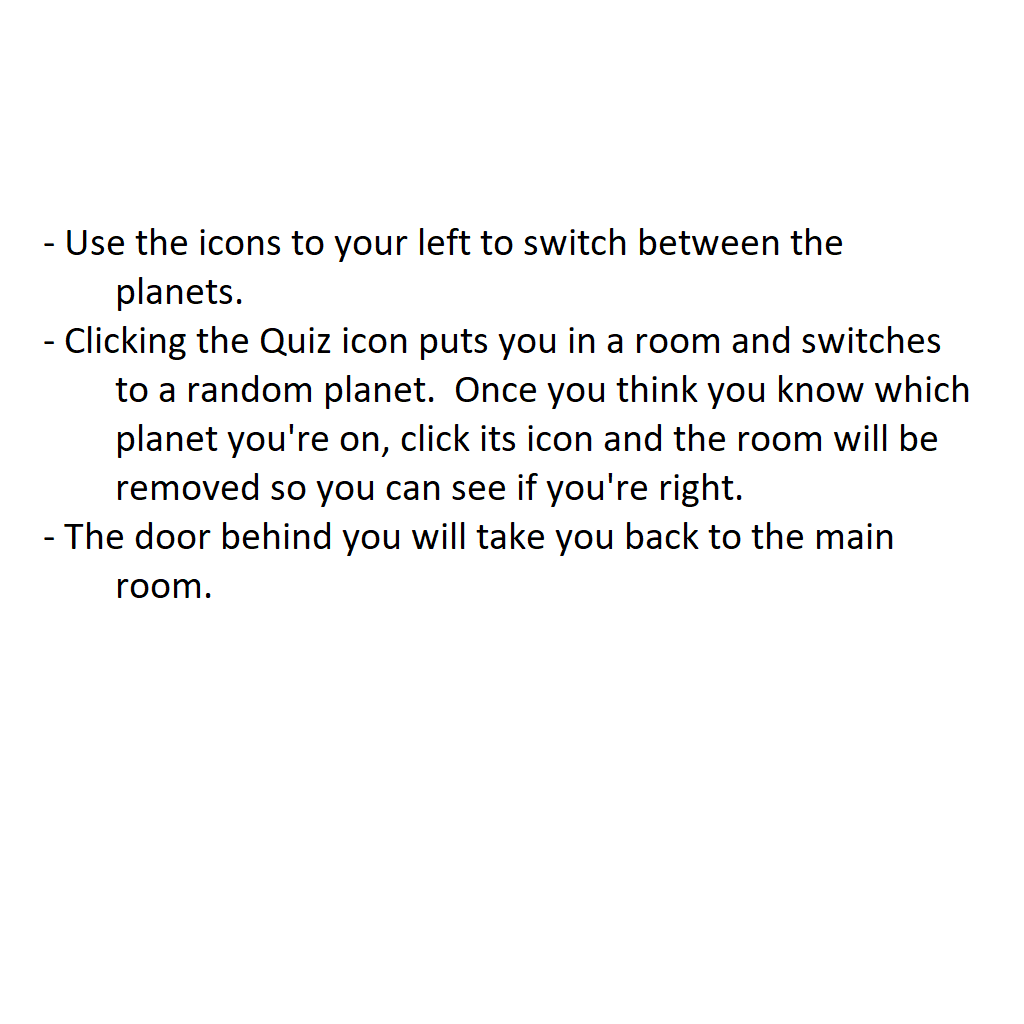 - Use the icons to your left to switch between the
planets.
- Clicking the Quiz icon puts you in a room and switches
to a random planet.  Once you think you know which
planet you're on, click its icon and the room will be
removed so you can see if you're right.
- The door behind you will take you back to the main
room.